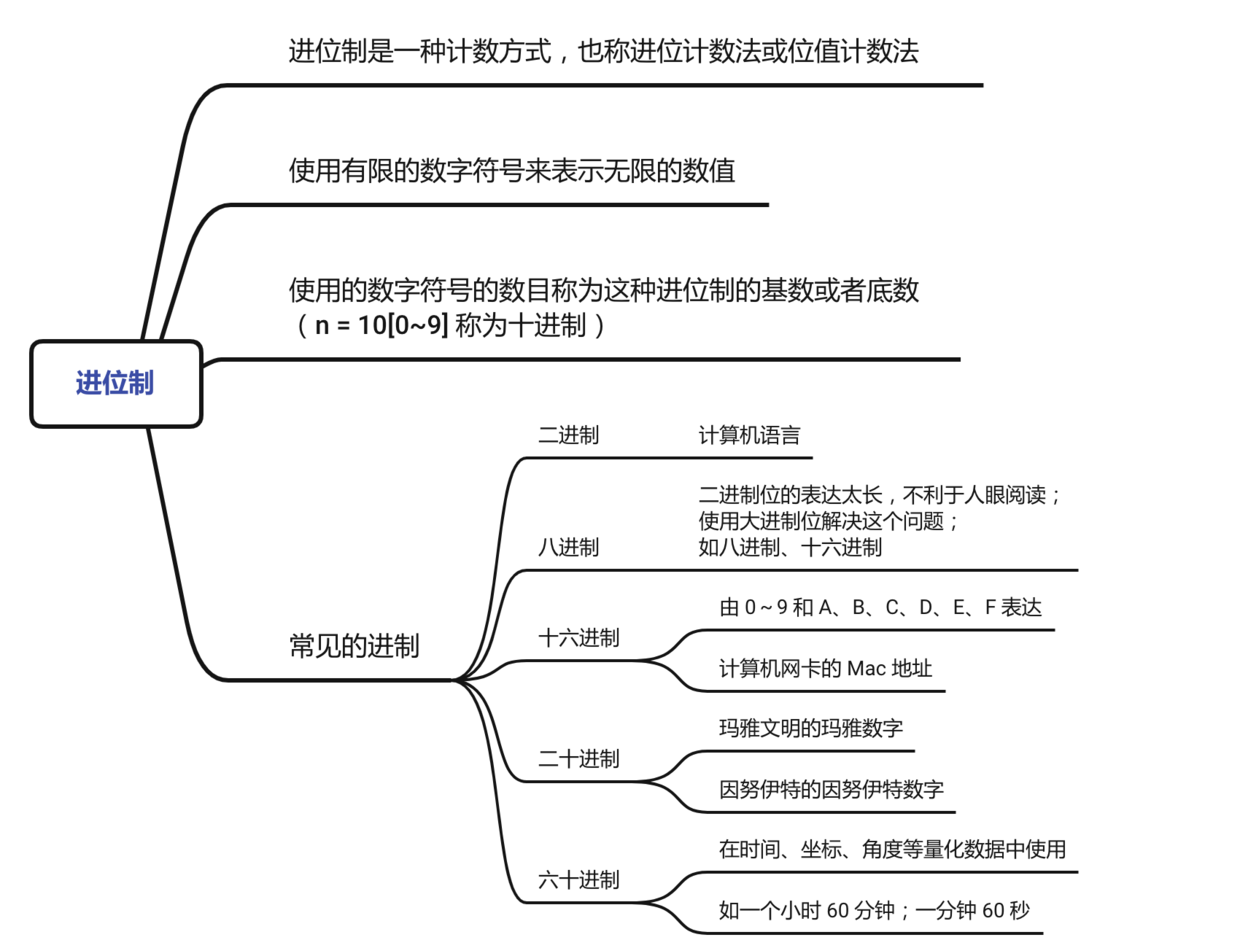 进位制是一种计数方式，也称进位计数法或位值计数法
使用有限的数字符号来表示无限的数值
使用的数字符号的数目称为这种进位制的基数或者底数
（ n = 10[0~9] 称为十进制 ）
进位制
常见的进制
二进制
计算机语言
八进制
二进制位的表达太长，不利于人眼阅读；
使用大进制位解决这个问题；
如八进制、十六进制
十六进制
由 0 ~ 9 和 A、B、C、D、E、F 表达
计算机网卡的 Mac 地址
二十进制
玛雅文明的玛雅数字
因努伊特的因努伊特数字
六十进制
在时间、坐标、角度等量化数据中使用
如一个小时 60 分钟；一分钟 60 秒